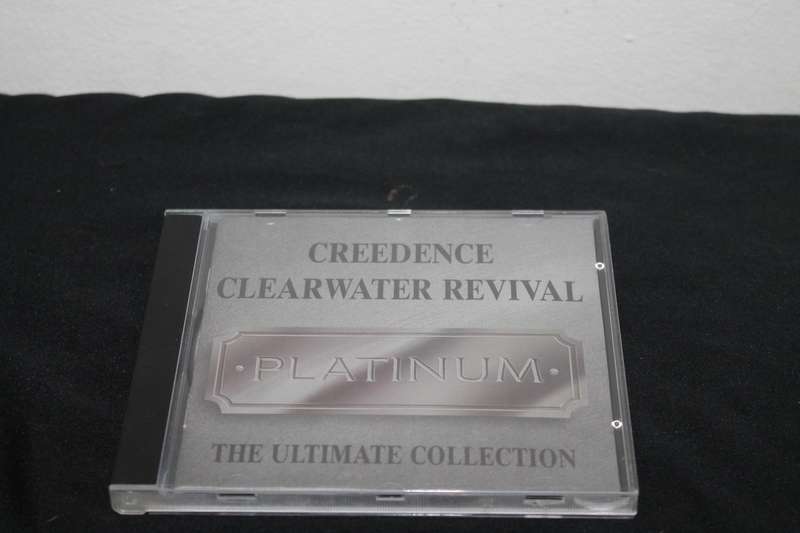 CREEDENCE
CLEARWATER REVIVAL
· PLATINUM ·
THE ULTIMATE COLLECTION